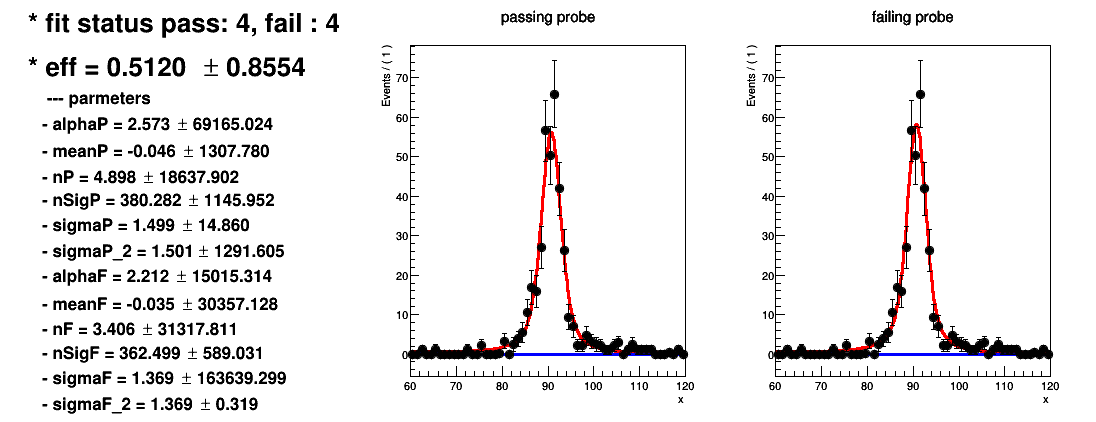 * fit status pass: 4, fail : 4
* eff = 0.5120 ± 0.8554
--- parmeters
- alphaP = 2.573 ± 69165.024
- meanP = -0.046 ± 1307.780
- nP = 4.898 ± 18637.902
- nSigP = 380.282 ± 1145.952
- sigmaP = 1.499 ± 14.860
- sigmaP_2 = 1.501 ± 1291.605
- alphaF = 2.212 ± 15015.314
- meanF = -0.035 ± 30357.128
- nF = 3.406 ± 31317.811
- nSigF = 362.499 ± 589.031
- sigmaF = 1.369 ± 163639.299
- sigmaF_2 = 1.369 ± 0.319
passing probe
Events / ( 1 )
70
60
50
40
30
20
10
0
60 70 80 90 100 110 120
x
failing probe
Events / ( 1 )
70
60
50
40
30
20
10
0
60 70 80 90 100 110 120
x